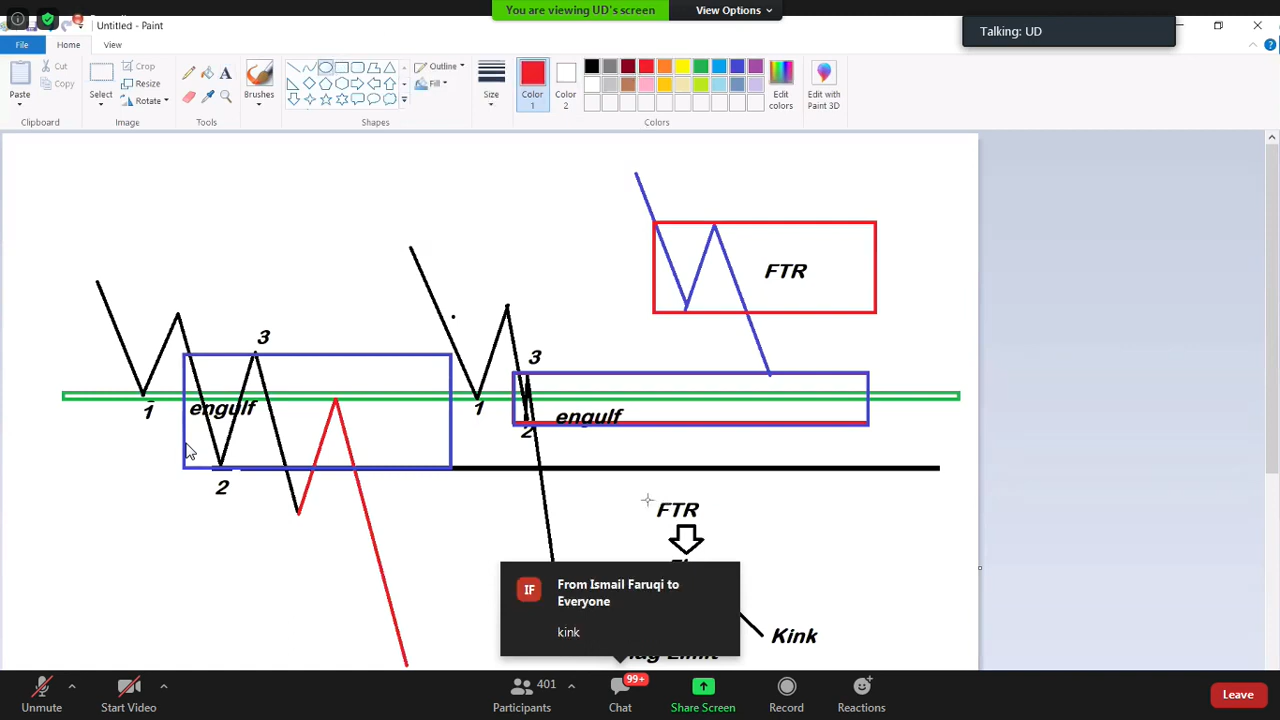 You are viewing UD's screen
View Options
Talking: UD
Untitled - Paint
File
Home
View
Paste
Cut
Copy
Clipboard
Select
Crop
Resize
Rotate
Image
Tools
Brushes
Shapes
Outline
Fill
Size
Color 1
Color 2
Colors
Edit colors
Edit with Paint 3D
FTR
3
1
engulf
2
3
1
engulf
2
FTR
Kink
From Ismail Faruqi to
Everyone
kink
IF
Limit
Unmute
Start Video
401
Participants
99+
Chat
Share Screen
Record
Reactions
Leave